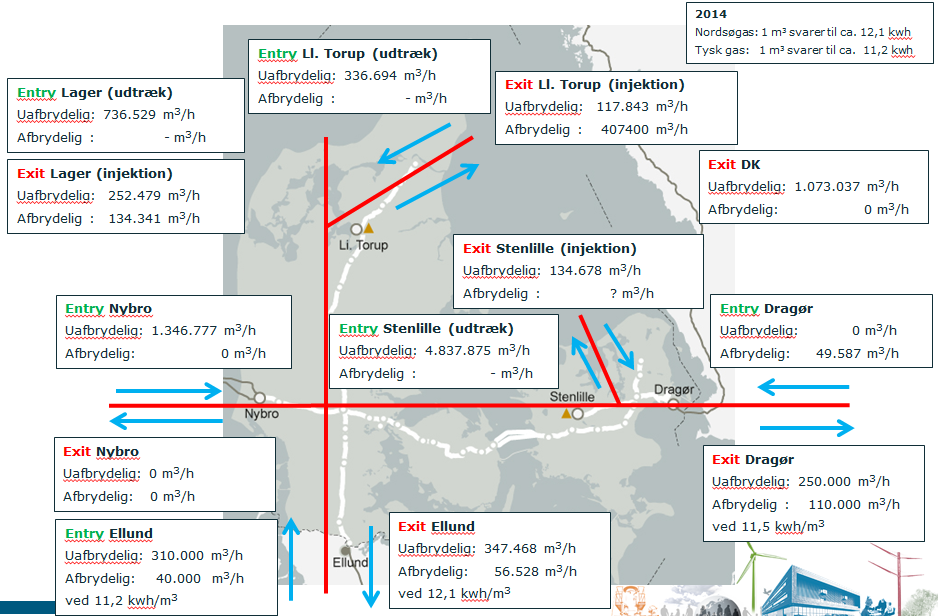 2014
Nordsøgas: 1 m³ svarer til ca. 12,1 kwh
Tysk gas: 1 m³ svarer til ca. 11,2 kwh
Entry Ll. Torup (udtræk)
Uafbrydelig: 336.694 m³/h
Afbrydelig : - m³/h
Exit Ll. Torup (injektion)
Uafbrydelig: 117.843 m³/h
Afbrydelig : 407400 m³/h
Entry Lager (udtræk)
Uafbrydelig: 736.529 m³/h
Afbrydelig : - m³/h
Exit Lager (injektion)
Uafbrydelig: 252.479 m³/h
Afbrydelig : 134.341 m³/h
Exit DK
Uafbrydelig: 1.073.037 m³/h
Afbrydelig: 0 m³/h
Ll. Torup
Exit Stenlille (injektion)
Uafbrydelig: 134.678 m³/h
Afbrydelig : ? m³/h
Entry Nybro
Uafbrydelig: 1.346.777 m³/h
Afbrydelig: 0 m³/h
Entry Stenlille (udtræk)
Uafbrydelig: 4.837.875 m³/h
Afbrydelig : - m³/h
Entry Dragør
Uafbrydelig: 0 m³/h
Afbrydelig: 49.587 m³/h
Nybro
Stenlille
Dragør
Exit Nybro
Uafbrydelig: 0 m³/h
Afbrydelig: 0 m³/h
Exit Dragør
Uafbrydelig: 250.000 m³/h
Afbrydelig : 110.000 m³/h
ved 11,5 kwh/m³
Entry Ellund
Uafbrydelig: 310.000 m³/h
Afbrydelig: 40.000 m³/h
ved 11,2 kwh/m³
Ellund
Exit Ellund
Uafbrydelig: 347.468 m³/h
Afbrydelig: 56.528 m³/h
ved 12,1 kwh/m³